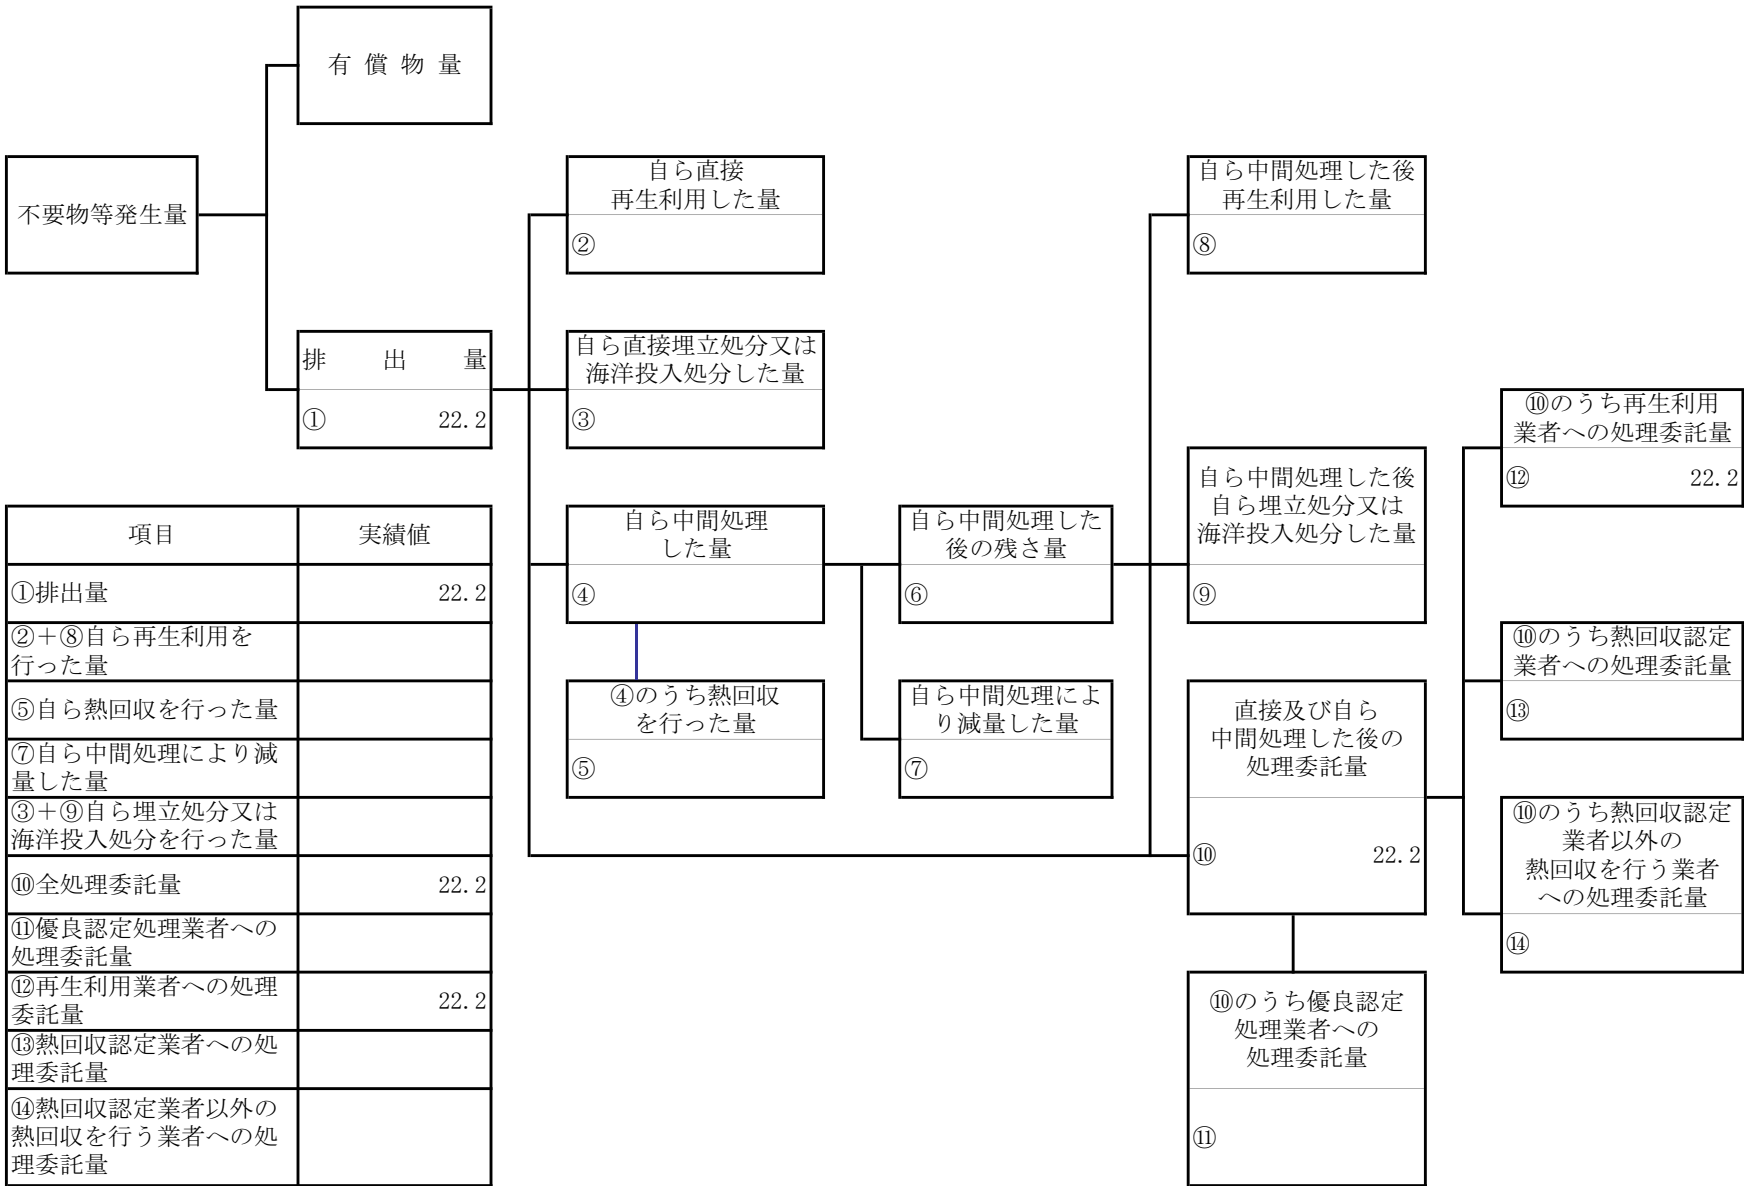 有 償 物 量
不要物等発生量
自ら直接
再生利用した量
②
自ら中間処理した後
再生利用した量
⑧
排 出 量
① 22.2
自ら直接埋立処分又は
海洋投入処分した量
③
⑩のうち再生利用
業者への処理委託量
⑫ 22.2
自ら中間処理
した量
④
自ら中間処理した
後の残さ量
⑥
自ら中間処理した後
自ら埋立処分又は
海洋投入処分した量
⑨
⑩のうち熱回収認定
業者への処理委託量
⑬
④のうち熱回収
を行った量
⑤
自ら中間処理によ
り減量した量
⑦
直接及び自ら
中間処理した後の
処理委託量
⑩ 22.2
⑩のうち熱回収認定
業者以外の
熱回収を行う業者
への処理委託量
⑭
⑩のうち優良認定
処理業者への
処理委託量
⑪
項目 実績値
①排出量 22.2
②+⑧自ら再生利用を
行った量
⑤自ら熱回収を行った量
⑦自ら中間処理により減
量した量
③+⑨自ら埋立処分又は
海洋投入処分を行った量
⑩全処理委託量 22.2
⑪優良認定処理業者への
処理委託量
⑫再生利用業者への処理
委託量 22.2
⑬熱回収認定業者への処
理委託量
⑭熱回収認定業者以外の
熱回収を行う業者への処
理委託量